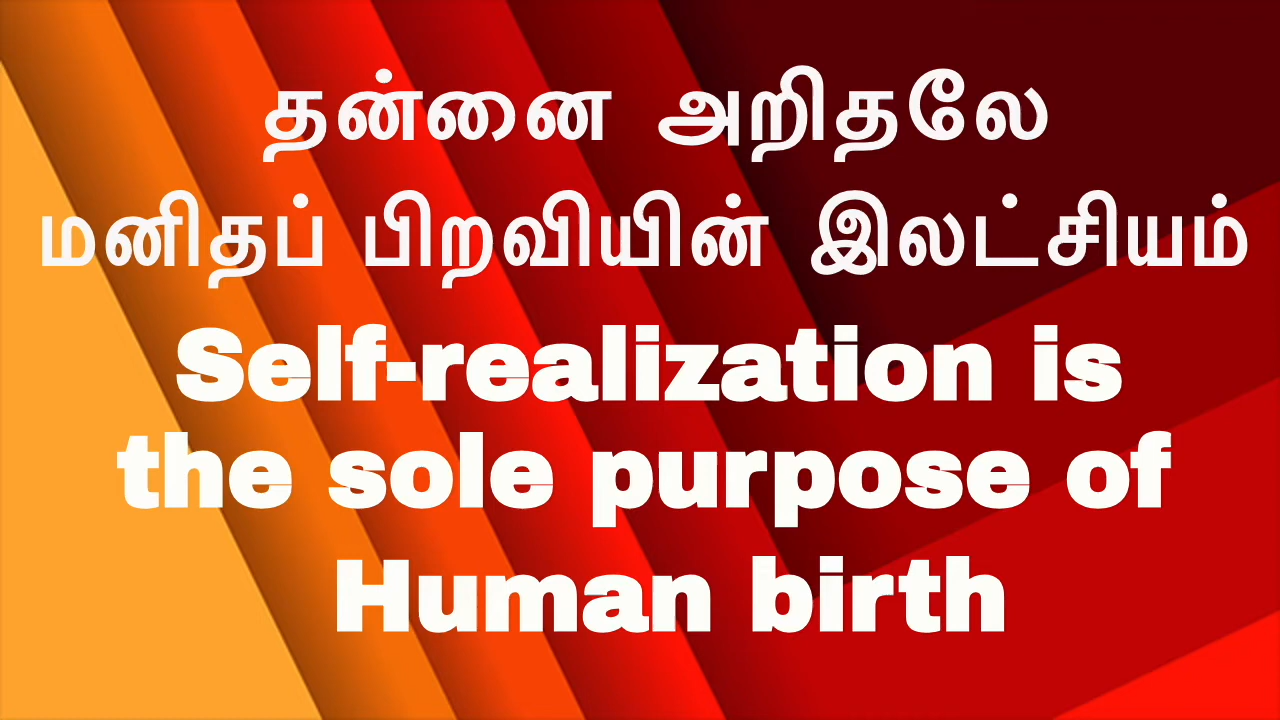 தன்னை அறிதலே
மனிதப் பிறவியின் இலட்சியம்
Self-realization is
the sole purpose of
Human birth